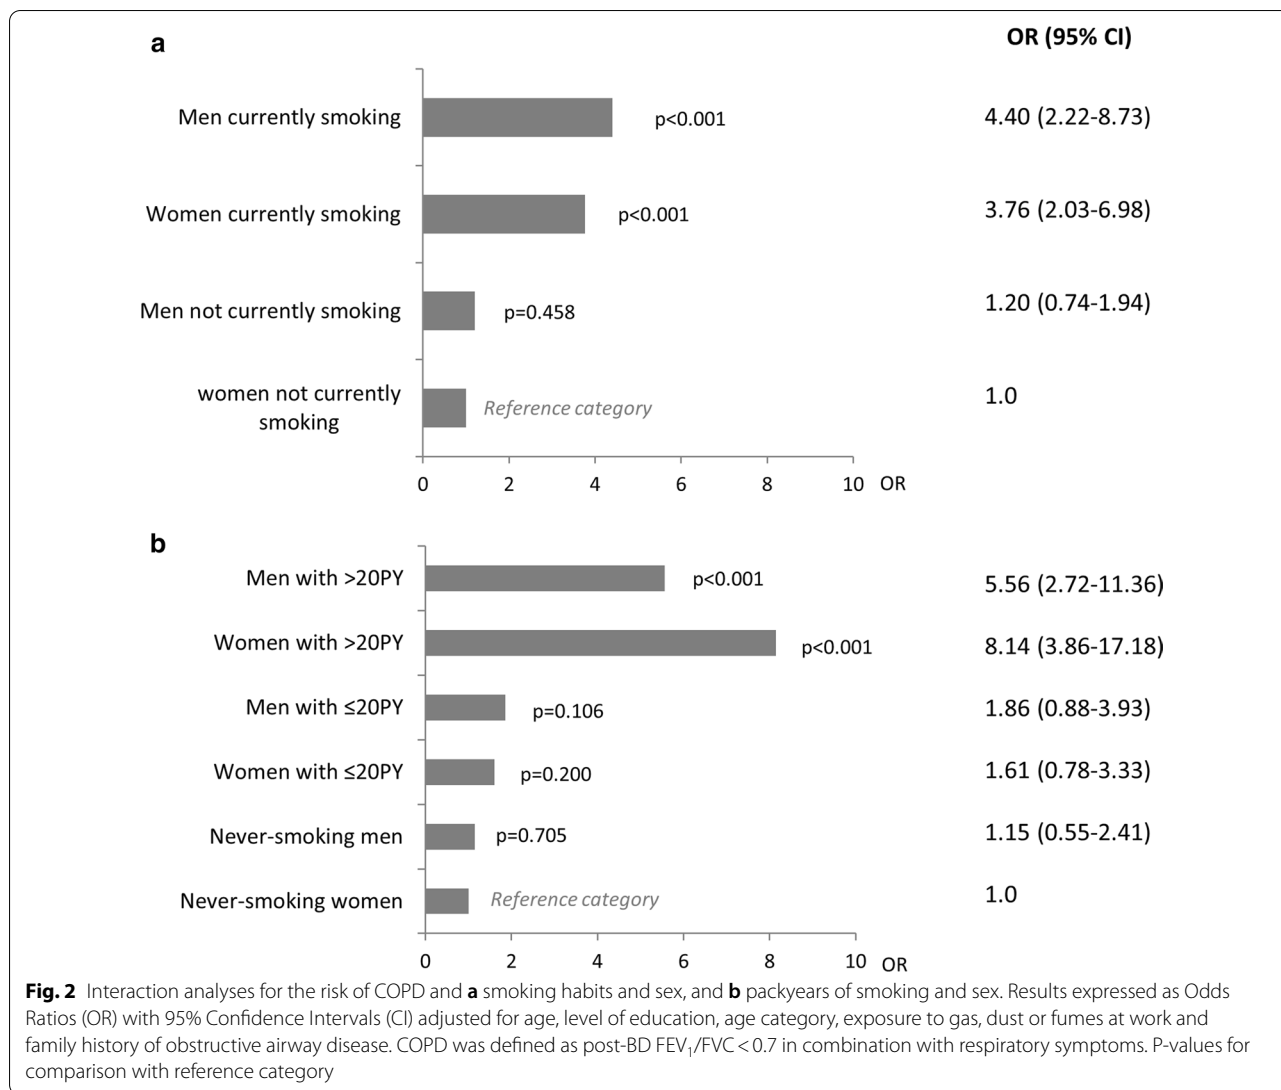 a
OR (95% CI)
Men currently smoking p<0.001 4.40 (2.22-8.73)
Women currently smoking p<0.001 3.76 (2.03-6.98)
Men not currently smoking p=0.458 1.20 (0.74-1.94)
women not currently
smoking
Reference category 1.0
0 2 4 6 8 10 OR
b
Men with >20PY p<0.001 5.56 (2.72-11.36)
Women with >20PY p<0.001 8.14 (3.86-17.18)
Men with ≤20PY p=0.106 1.86 (0.88-3.93)
Women with ≤20PY p=0.200 1.61 (0.78-3.33)
Never-smoking men p=0.705 1.15 (0.55-2.41)
Never-smoking women Reference category 1.0
0 2 4 6 8 10 OR
Fig. 2 Interaction analyses for the risk of COPD and a smoking habits and sex, and b packyears of smoking and sex. Results expressed as Odds
Ratios (OR) with 95% Confidence Intervals (CI) adjusted for age, level of education, age category, exposure to gas, dust or fumes at work and
family history of obstructive airway disease. COPD was defined as post-BD FEV₁/FVC < 0.7 in combination with respiratory symptoms. P-values for
comparison with reference category